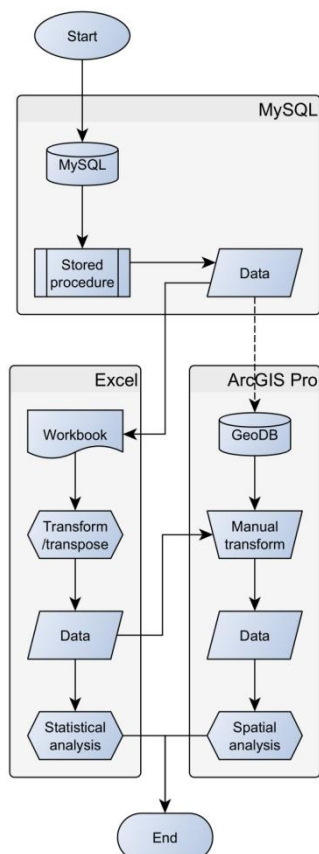 Start
MySQL
MySQL
Stored
procedure
Data
Excel
ArcGIS Pro
Workbook
GeoDB
Transform
/transpose
Manual
transform
Data
Data
Statistical
analysis
Spatial
analysis
End